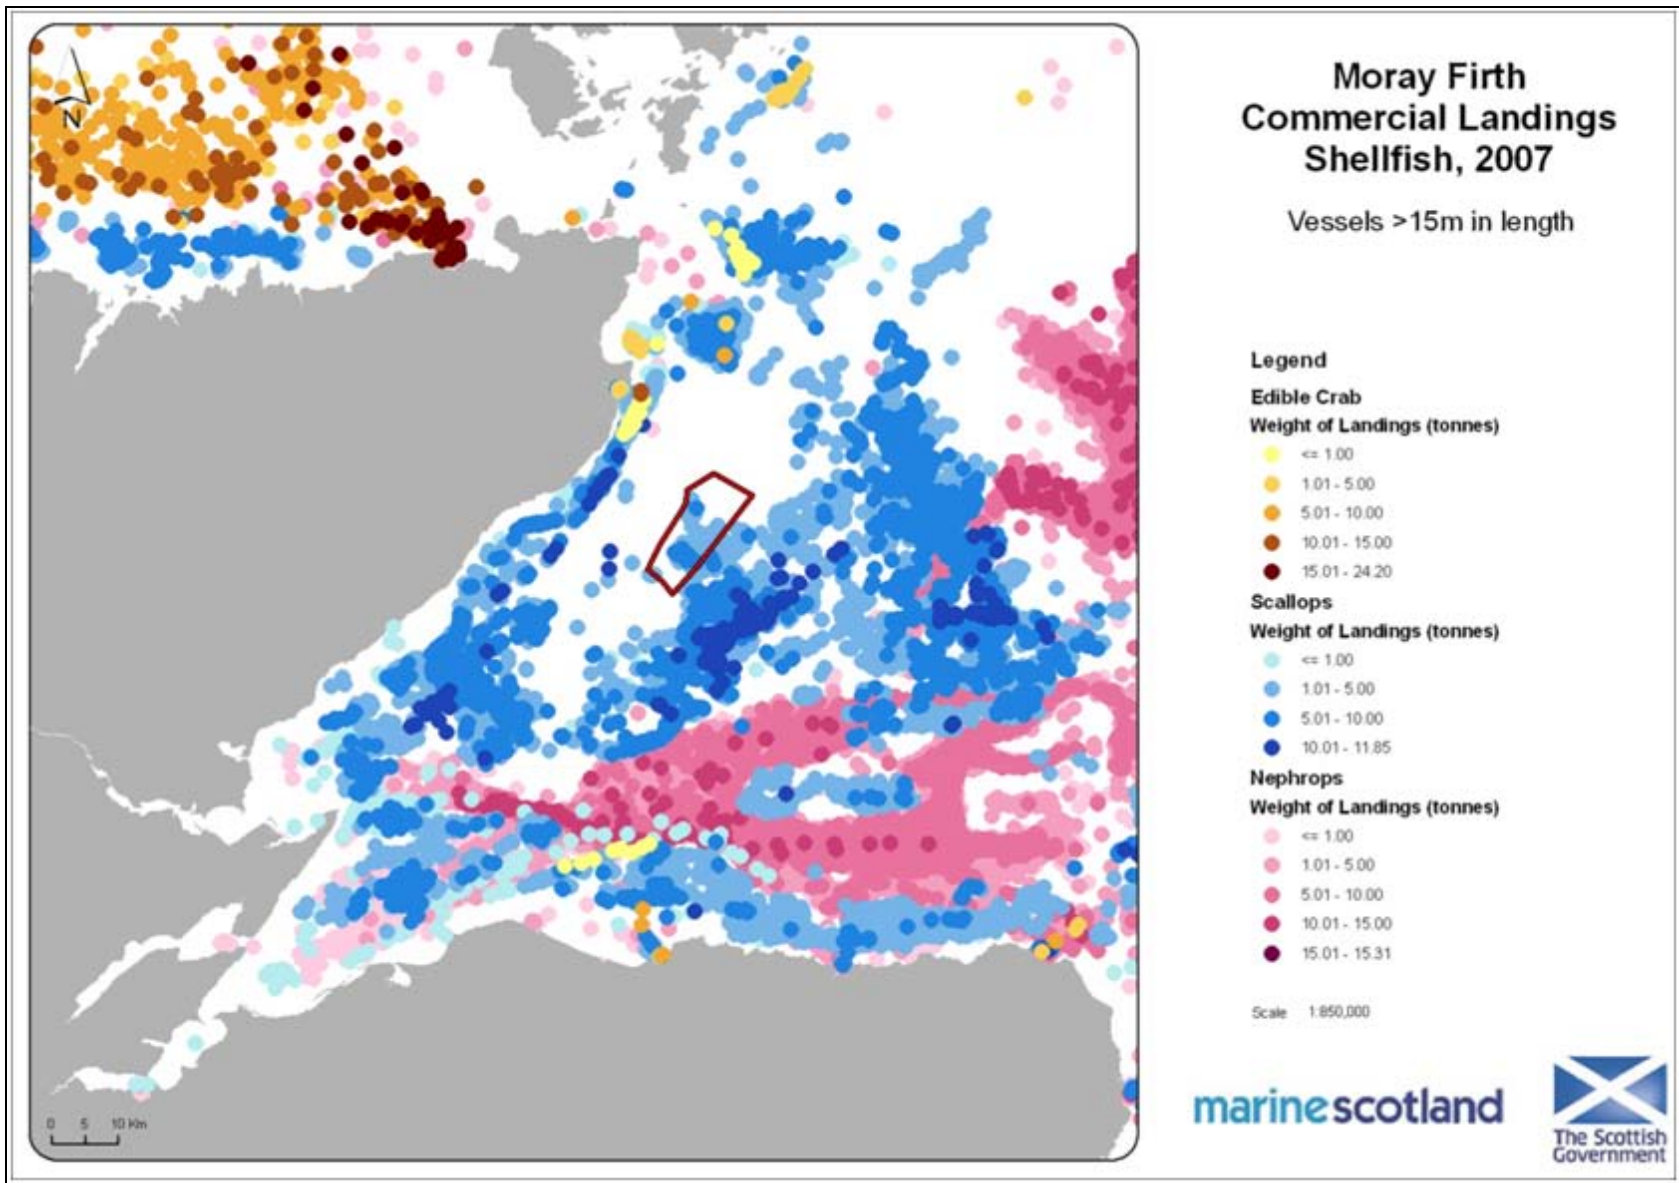 Moray Firth
Commercial Landings
Shellfish, 2007
Vessels >15m in length
N
Legend
Edible Crab
Weight of Landings (tonnes)
<= 1.00
1.01 - 5.00
5.01 - 10.00
10.01 - 15.00
15.01 - 24.20
Scallops
Weight of Landings (tonnes)
<= 1.00
1.01 - 5.00
5.01 - 10.00
10.01 - 11.85
Nephrops
Weight of Landings (tonnes)
<= 1.00
1.01 - 5.00
5.01 - 10.00
10.01 - 15.00
15.01 - 15.31
Scale 1:850,000
0 5 10 Km
marinescotland
The Scottish
Government